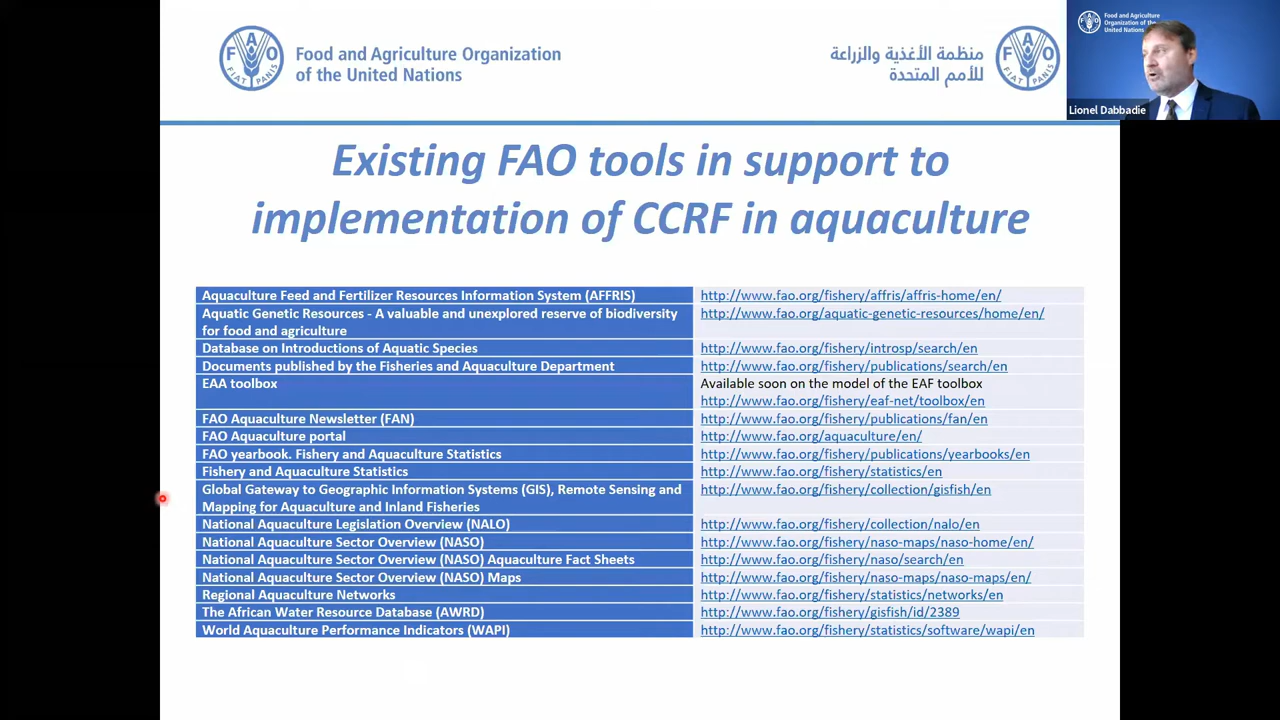 Food and Agriculture Organization
of the United Nations
منظمة الأغذية والزراعة
للأمم المتحدة
F A O
FIAT PANIS
F A O
FIAT PANIS
Food and Agriculture
Organization of the
United Nations
Lionel Dabbadie
Existing FAO tools in support to
implementation of CCRF in aquaculture
Aquaculture Feed and Fertilizer Resources Information System (AFFRIS) http://www.fao.org/fishery/affris/affris-home/en/
Aquatic Genetic Resources - A valuable and unexplored reserve of biodiversity http://www.fao.org/aquatic-genetic-resources/home/en/
for food and agriculture
Database on Introductions of Aquatic Species http://www.fao.org/fishery/introsp/search/en
Documents published by the Fisheries and Aquaculture Department http://www.fao.org/fishery/publications/search/en
EAA toolbox Available soon on the model of the EAF toolbox
http://www.fao.org/fishery/eaf-net/toolbox/en
FAO Aquaculture Newsletter (FAN) http://www.fao.org/fishery/publications/fan/en
FAO Aquaculture portal http://www.fao.org/aquaculture/en/
FAO yearbook. Fishery and Aquaculture Statistics http://www.fao.org/fishery/publications/yearbooks/en
Fishery and Aquaculture Statistics http://www.fao.org/fishery/statistics/en
Global Gateway to Geographic Information Systems (GIS), Remote Sensing and http://www.fao.org/fishery/collection/gisfish/en
Mapping for Aquaculture and Inland Fisheries
National Aquaculture Legislation Overview (NALO) http://www.fao.org/fishery/collection/nalo/en
National Aquaculture Sector Overview (NASO) http://www.fao.org/fishery/naso-maps/naso-home/en/
National Aquaculture Sector Overview (NASO) Aquaculture Fact Sheets http://www.fao.org/fishery/naso/search/en
National Aquaculture Sector Overview (NASO) Maps http://www.fao.org/fishery/naso-maps/naso-maps/en/
Regional Aquaculture Networks http://www.fao.org/fishery/statistics/networks/en
The African Water Resource Database (AWRD) http://www.fao.org/fishery/gisfish/id/2389
World Aquaculture Performance Indicators (WAPI) http://www.fao.org/fishery/statistics/software/wapi/en